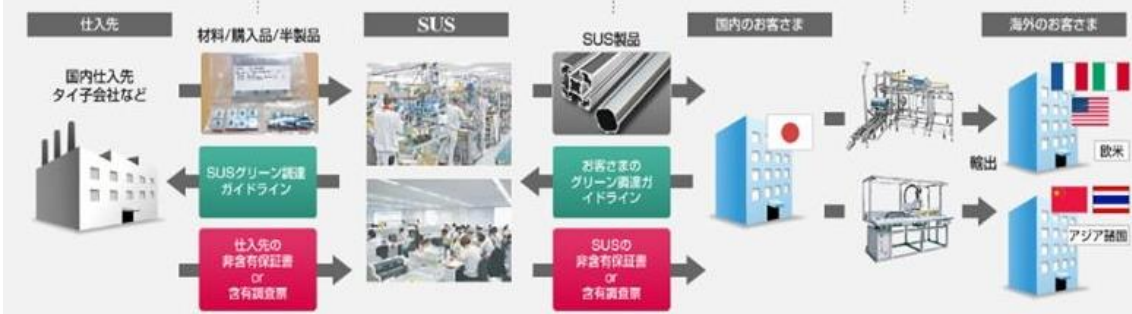 仕入先
SUS
国内のお客さま
海外のお客さま
材料/購入品/半製品
SUS製品
国内仕入先
タイ子会社など
欧米
輸出
SUSグリーン調達
ガイドライン
お客さまの
グリーン調達ガ
イドライン
アジア諸国
仕入先の
非含有保証書
or
含有調査票
SUSの
非含有保証書
or
含有調査票